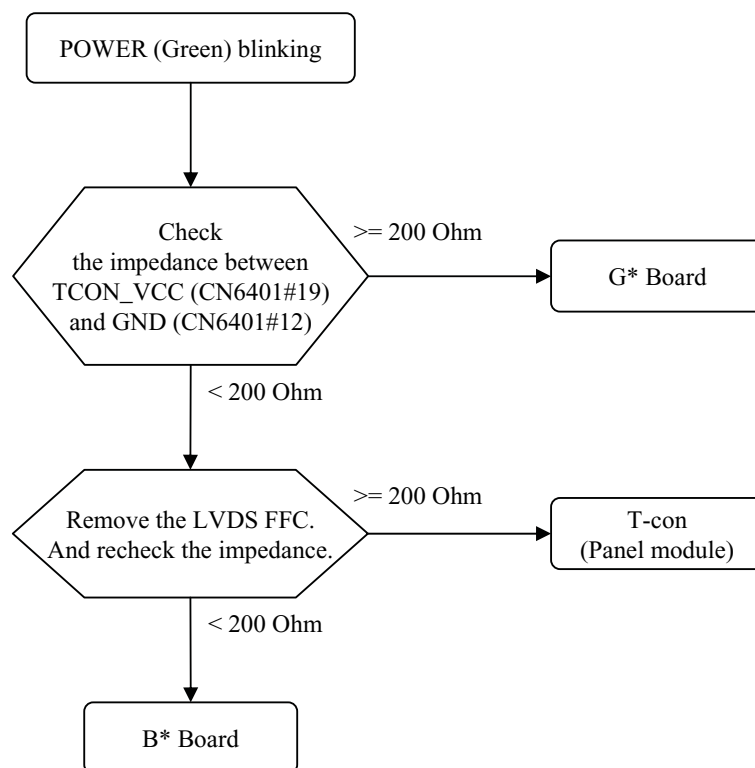 POWER (Green) blinking
Check
the impedance between
TCON_VCC (CN6401#19)
and GND (CN6401#12)
>= 200 Ohm
G* Board
< 200 Ohm
Remove the LVDS FFC.
And recheck the impedance.
>= 200 Ohm
T-con
(Panel module)
< 200 Ohm
B* Board